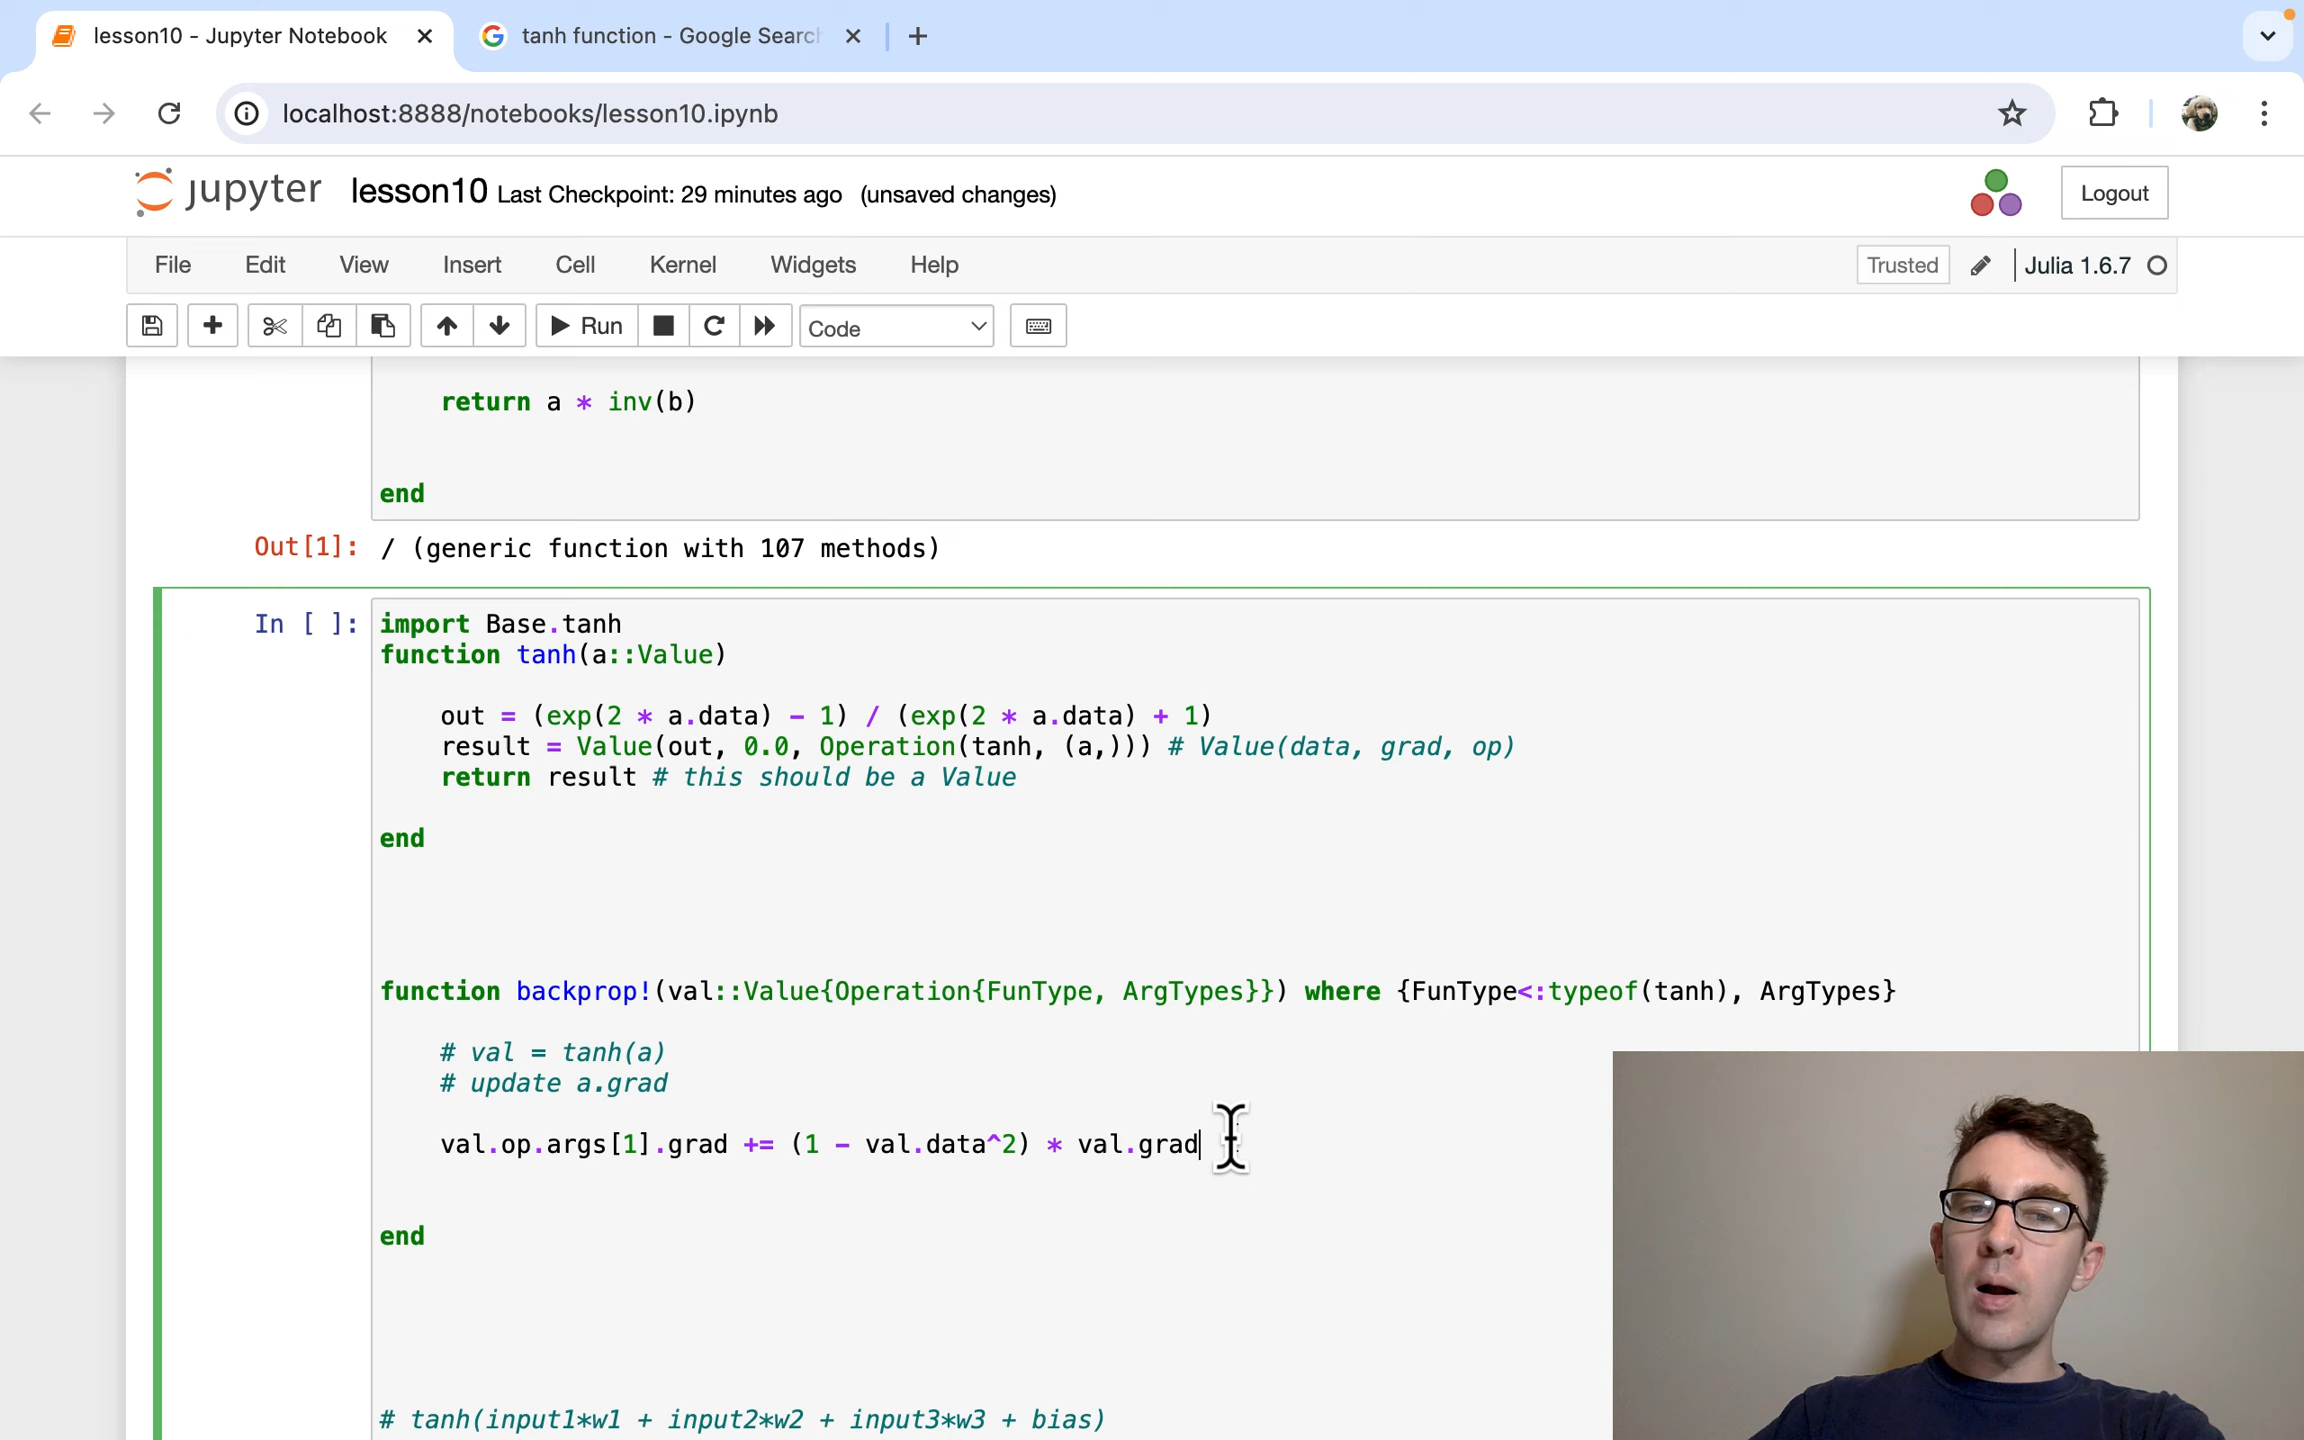 lesson10 - Jupyter Notebook
tanh function - Google Search
localhost:8888/notebooks/lesson10.ipynb
jupyter lesson10 Last Checkpoint: 29 minutes ago (unsaved changes)
Logout
File Edit View Insert Cell Kernel Widgets Help
Trusted
Julia 1.6.7
Run
Code
return a * inv(b)
end
Out[1]: / (generic function with 107 methods)
In [ ]: import Base.tanh
function tanh(a::Value)
out = (exp(2 * a.data) - 1) / (exp(2 * a.data) + 1)
result = Value(out, 0.0, Operation(tanh, (a,))) # Value(data, grad, op)
return result # this should be a Value
end
function backprop!(val::Value{Operation{FunType, ArgTypes}}) where {FunType<:typeof(tanh), ArgTypes}
# val = tanh(a)
# update a.grad
val.op.args[1].grad += (1 - val.data^2) * val.grad
end
# tanh(input1*w1 + input2*w2 + input3*w3 + bias)